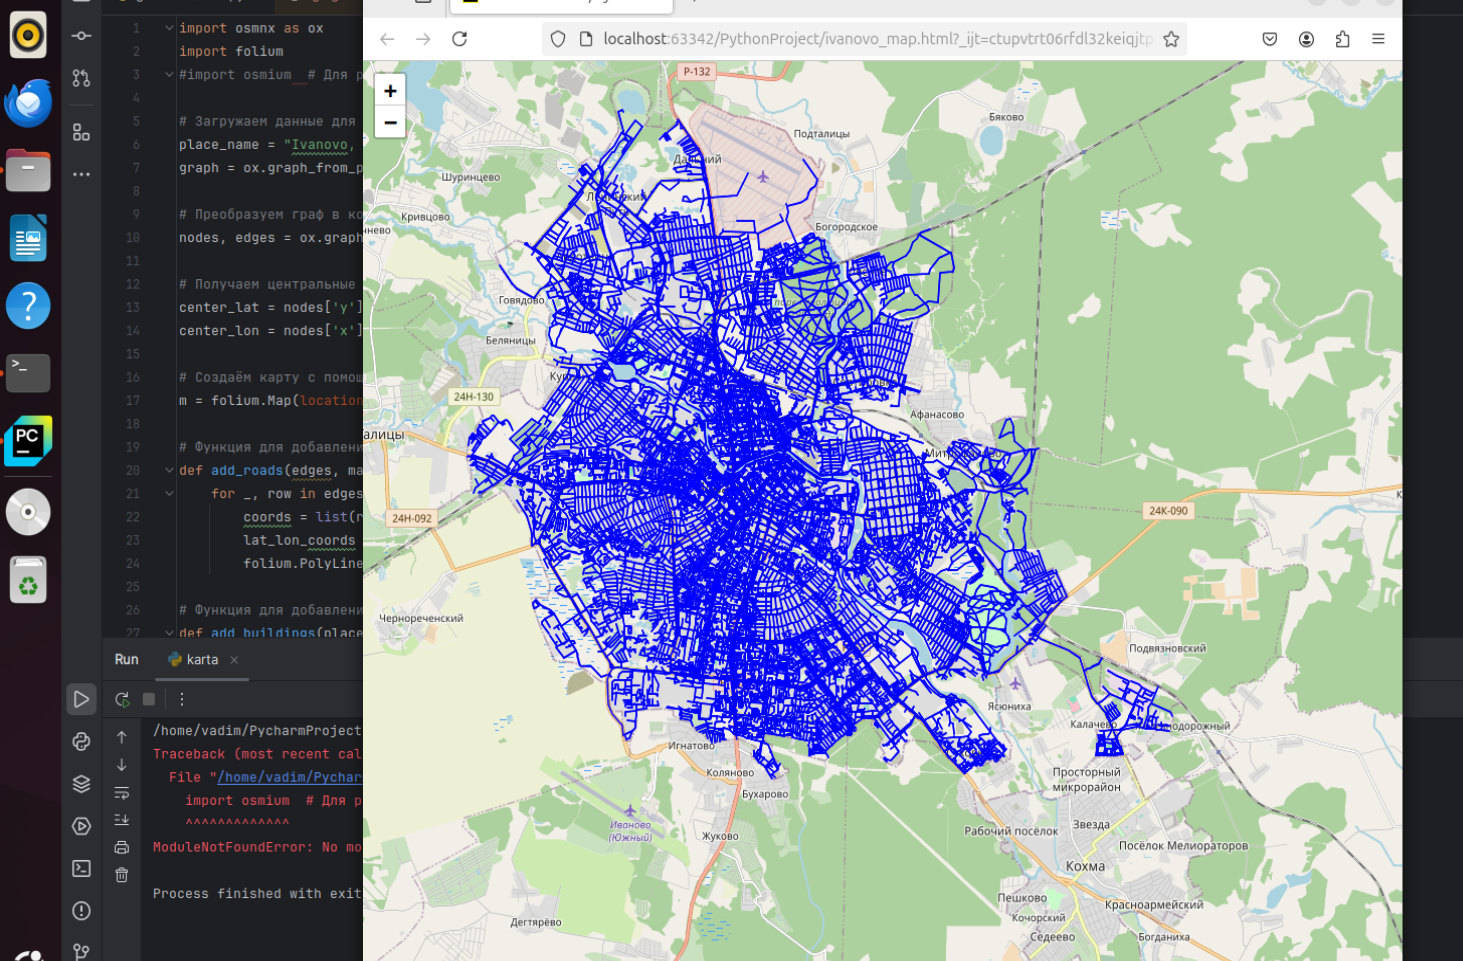 1 import osmnx as ox
2 import folium
3 #import osmium # Для р
4
5 # Загружаем данные для
6 place_name = "Ivanovo,
7 graph = ox.graph_from_p
8
9 # Преобразуем граф в ко
10 nodes, edges = ox.graph
11
12 # Получаем центральные
13 center_lat = nodes['y']
14 center_lon = nodes['x']
15
16 # Создаём карту с помощ
17 m = folium.Map(location
18
19 # Функция для добавлени
20 def add_roads(edges, ma
21 for _, row in edges
22 coords = list(r
23 lat_lon_coords
24 folium.PolyLine
25
26 # Функция для добавлени
27 def add_buildings(place
Run
karta
/home/vadim/PycharmProject
Traceback (most recent cal
File "/home/vadim/Pychar
import osmium # Для р
^^^^^^^^^^^^^
ModuleNotFoundError: No mo
Process finished with exit
>_
PC
?
localhost:63342/PythonProject/ivanovo_map.html?_ijt=ctupvtrt06rfdl32keiqjtp
+
−
Р-132
Бяково
Подталицы
Шуринцево
Кривцово
Богородское
нево
Говядово
Беляницы
24Н-130
Афанасово
алицы
24Н-092
24К-090
Чернореченский
Подвязновский
Ясюниха
Калачево
Игнатово
Коляново
Бухарово
Просторный
микрорайон
Иваново
(Южный)
Жуково
Рабочий посёлок
Звезда
Посёлок Мелиораторов
Кохма
Пешково
Красноармейский
Кочорский
Дегтярёво
Седеево
Богданиха